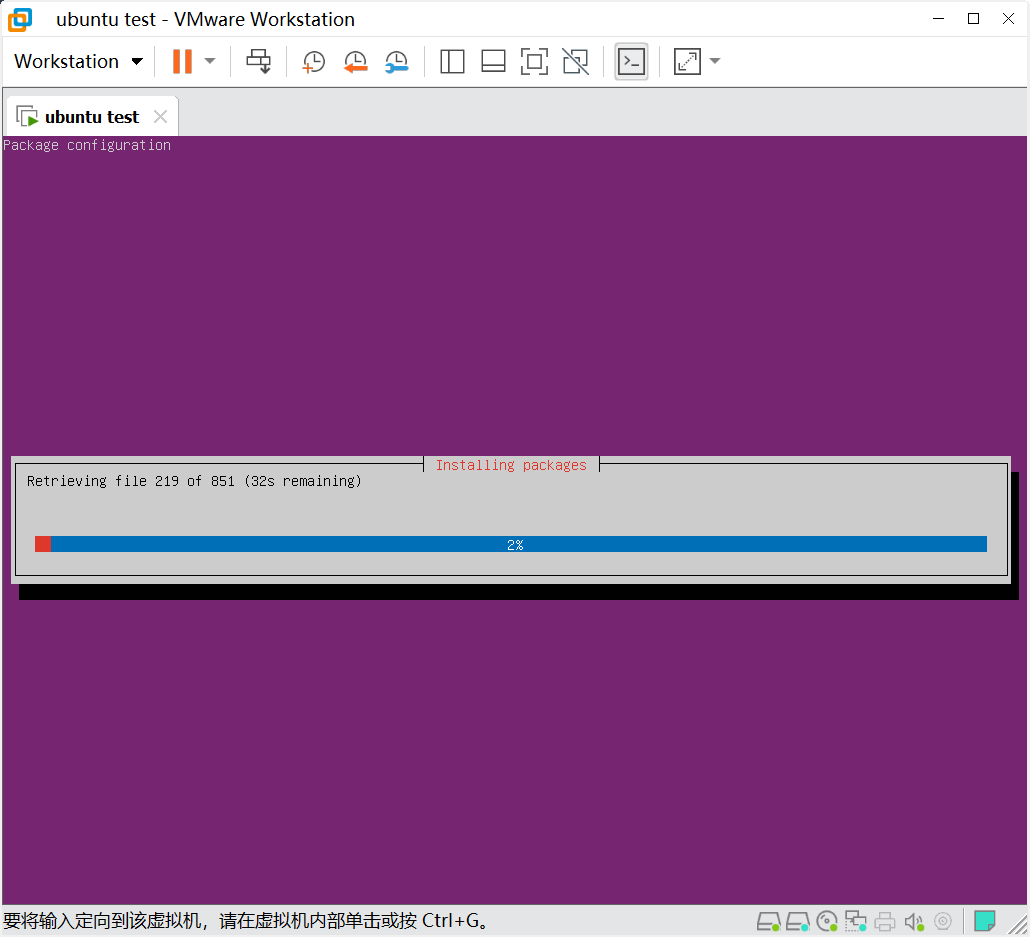 ubuntu test - VMware Workstation
Workstation
ubuntu test
Package configuration
Installing packages
Retrieving file 219 of 851 (32s remaining)
2%
要将输入定向到该虚拟机，请在虚拟机内部单击或按 Ctrl+G。